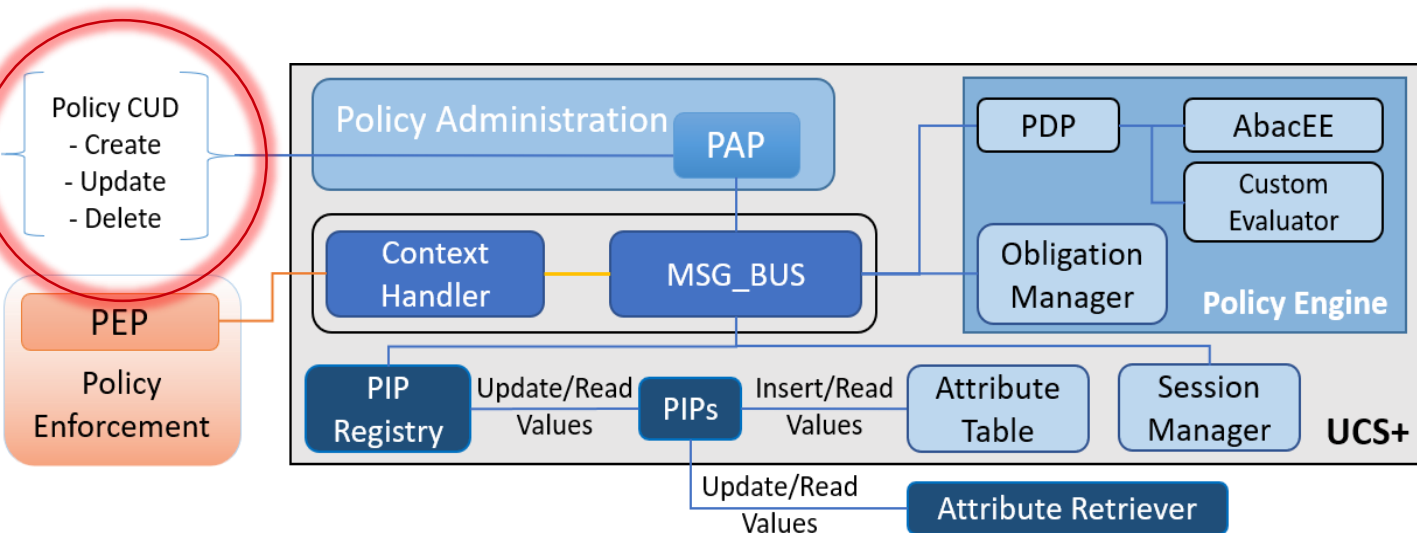 Policy CUD
- Create
- Update
- Delete
PEP
Policy
Enforcement
Policy Administration
PAP
Context
Handler
MSG_BUS
PDP
AbacEE
Custom
Evaluator
Obligation
Manager
Policy Engine
PIP
Registry
Update/Read
Values
PIPs
Insert/Read
Values
Attribute
Table
Session
Manager
UCS+
Update/Read
Values
Attribute Retriever